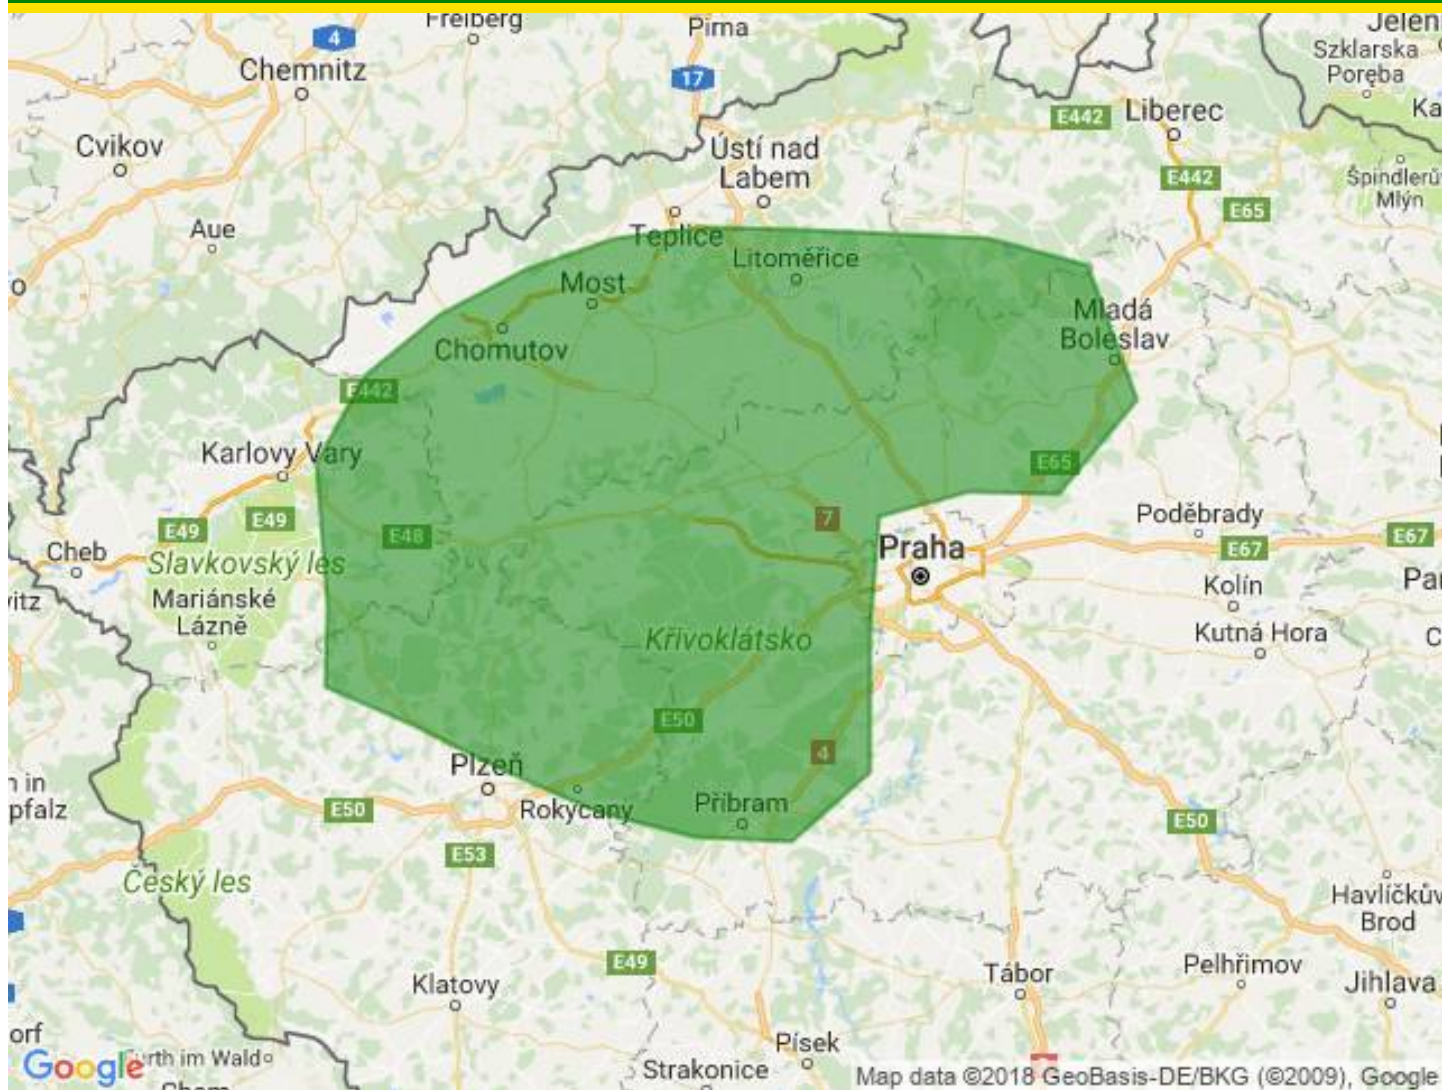 Freiberg
Pirna
4
Chemnitz
17
Szklarska
Poręba
Liberec
E442
Cvikov
Ústí nad
Labem
E442
Špindlerův
Mlýn
E65
Aue
Teplice
Litoměřice
Most
Mladá
Boleslav
Chomutov
E442
Karlovy Vary
E65
E49
E49
E48
7
Poděbrady
Praha
E67
E67
Cheb
Slavkovský les
Mariánské
Lázně
Kolín
Křivoklátsko
Kutná Hora
E50
4
Plzeň
Rokycany
Příbram
E50
E50
E53
Český les
Havlíčkův
Brod
E49
Klatovy
Tábor
Pelhřimov
Jihlava
Písek
Strakonice
Google
Map data ©2018 GeoBasis-DE/BKG (©2009), Google